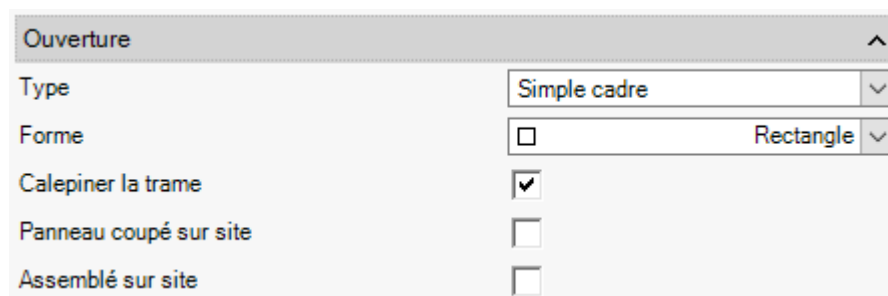 Ouverture
Type Simple cadre
Forme Rectangle
Calepiner la trame
Panneau coupé sur site
Assemblé sur site